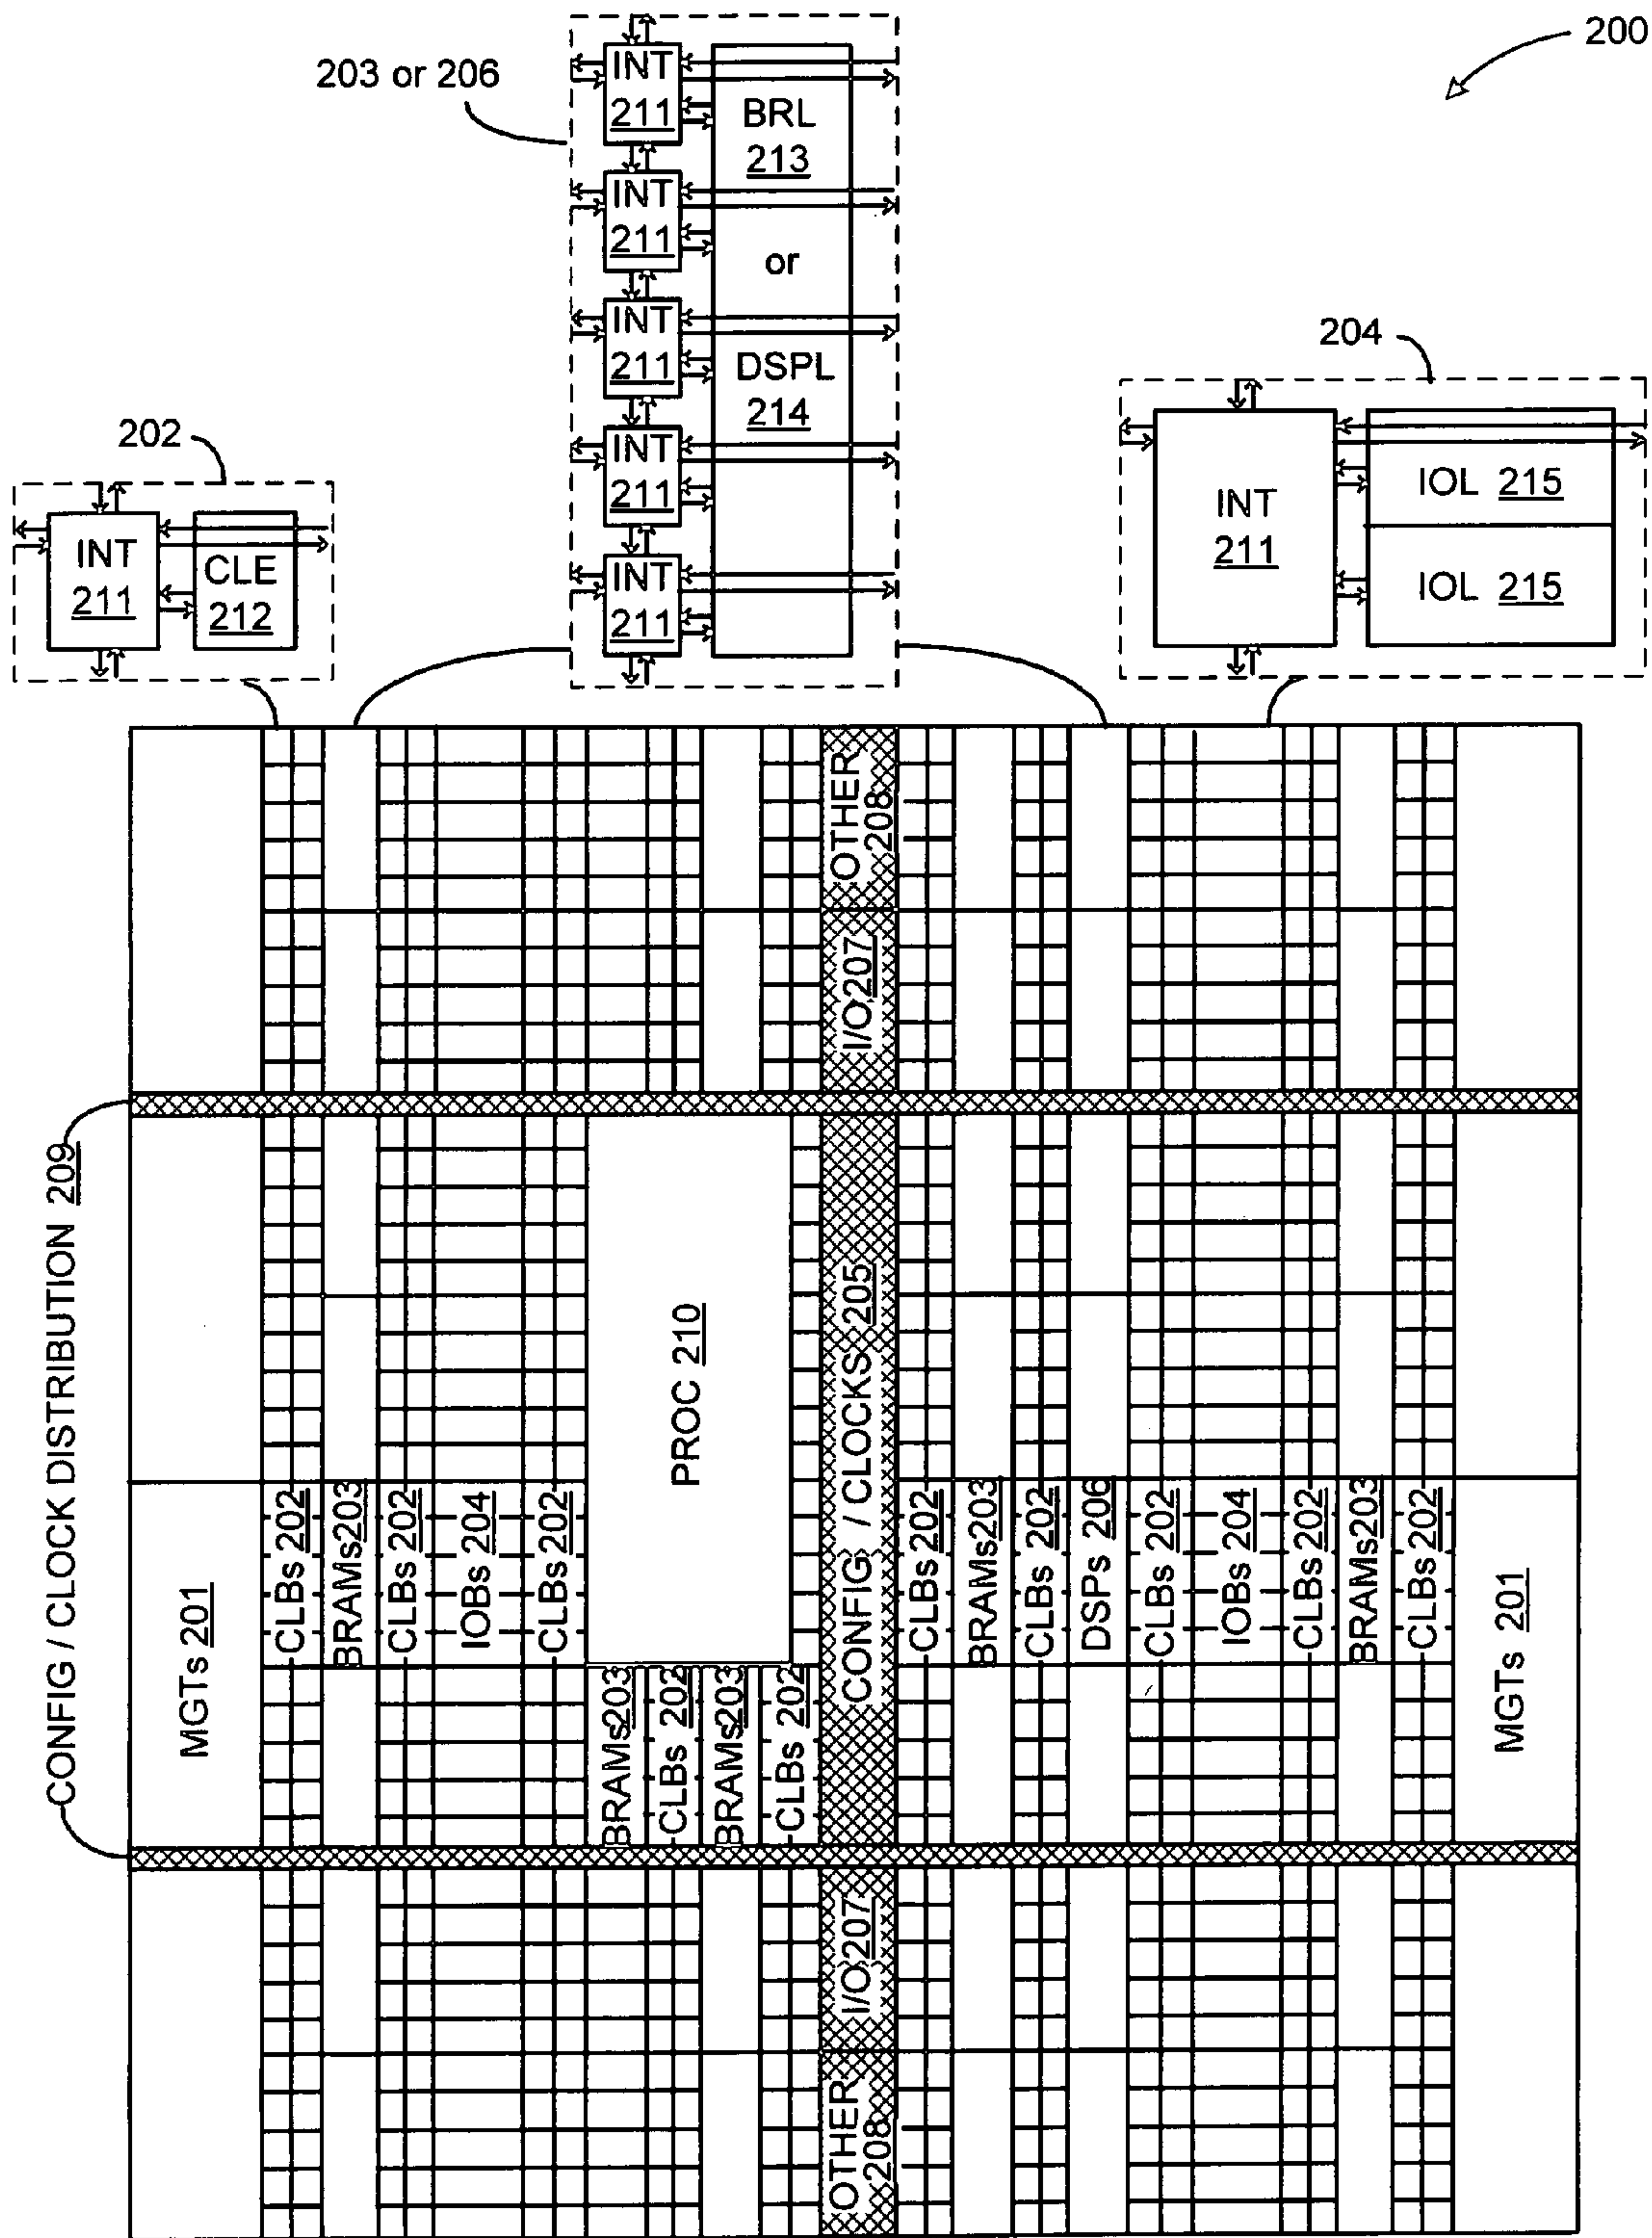 200
203 or 206
INT
211
INT
211
INT
211
INT
211
INT
211
BRL
213
or
DSPL
214
204
INT
211
IOL 215
IOL 215
202
INT
211
CLE
212
OTHER
208
I/O 207
CONFIG / CLOCK DISTRIBUTION 209
PROC 210
CONFIG / CLOCKS 205
MGTs 201
CLBs 202
BRAMs 203
CLBs 202
IOBs 204
CLBs 202
BRAMs 203
CLBs 202
BRAMs 203
CLBs 202
CLBs 202
BRAMs 203
CLBs 202
DSPs 206
CLBs 202
IOBs 204
CLBs 202
BRAMs 203
CLBs 202
MGTs 201
I/O 207
OTHER
208